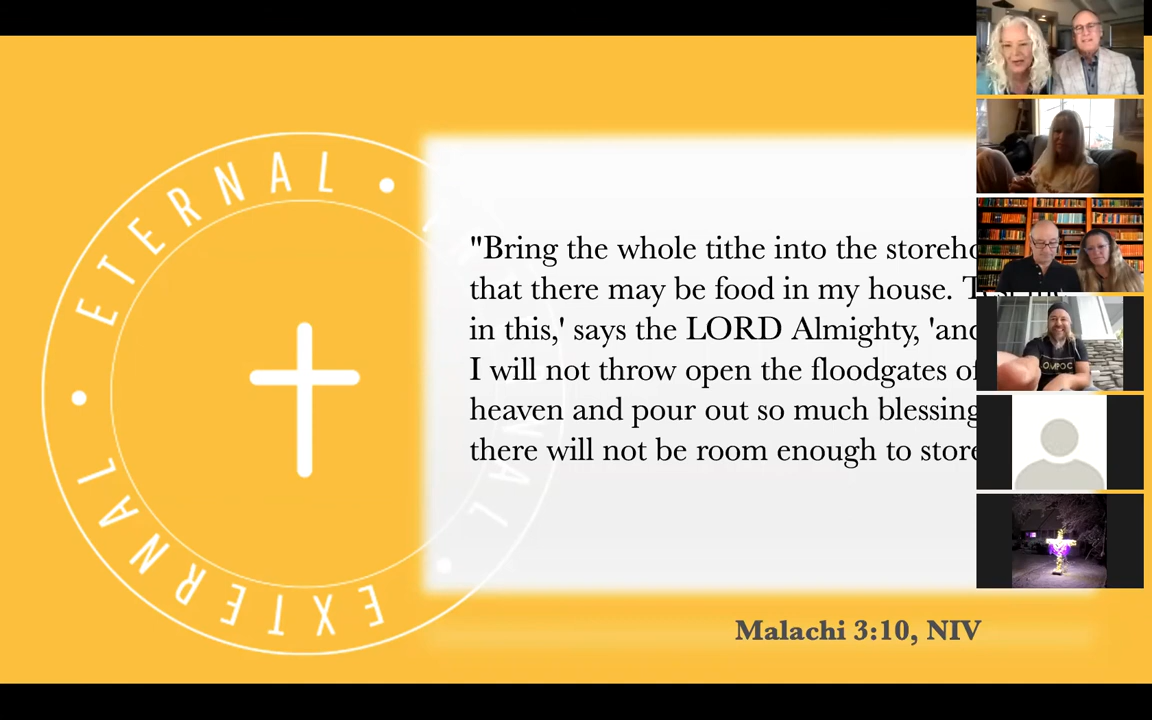 ETERNAL
"Bring the whole tithe into the
that there may be food in my house.
in this,' says the LORD Almighty, 'and
I will not throw open the floodgates of
heaven and pour out so much blessing
there will not be room enough to store
EXTERNAL
Malachi 3:10, NIV